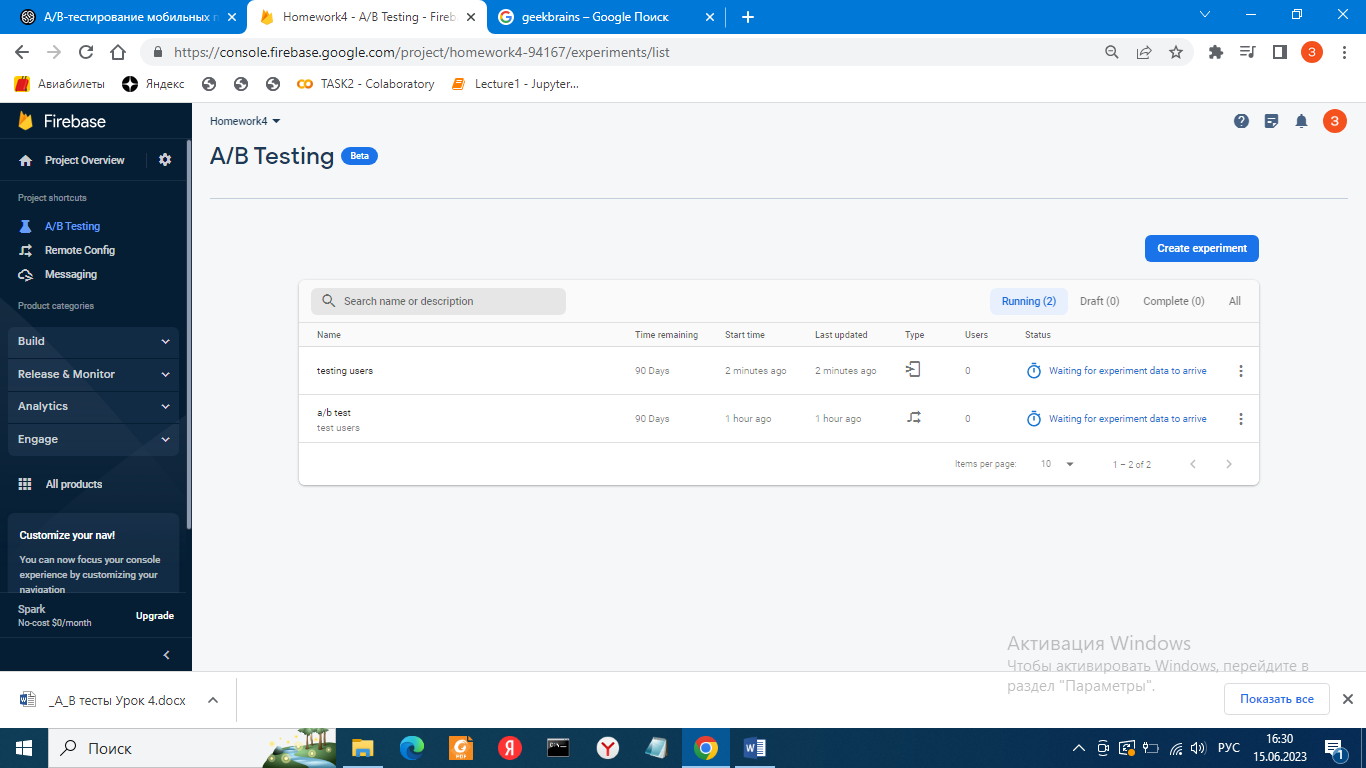 A/B-тестирование мобильных п
Homework4 - A/B Testing - Fireb
geekbrains – Google Поиск
https://console.firebase.google.com/project/homework4-94167/experiments/list
3
Авиабилеты
Яндекс
TASK2 - Colaboratory
Lecture1 - Jupyter...
Firebase
Homework4
3
Project Overview
A/B Testing
Beta
Project shortcuts
A/B Testing
Remote Config
Messaging
Product categories
Build
Release & Monitor
Analytics
Engage
All products
Customize your nav!
You can now focus your console
experience by customizing your
navigation
Spark
No-cost $0/month
Upgrade
Create experiment
Search name or description
Running (2)
Draft (0)
Complete (0)
All
Name
Time remaining
Start time
Last updated
Type
Users
Status
testing users
90 Days
2 minutes ago
2 minutes ago
0
Waiting for experiment data to arrive
a/b test
test users
90 Days
1 hour ago
1 hour ago
0
Waiting for experiment data to arrive
Items per page:
10
1 – 2 of 2
Активация Windows
Чтобы активировать Windows, перейдите в
раздел "Параметры".
_A_B тесты Урок 4.docx
Показать все
Поиск
PDF
Я
Y
W
РУС
16:30
15.06.2023
1